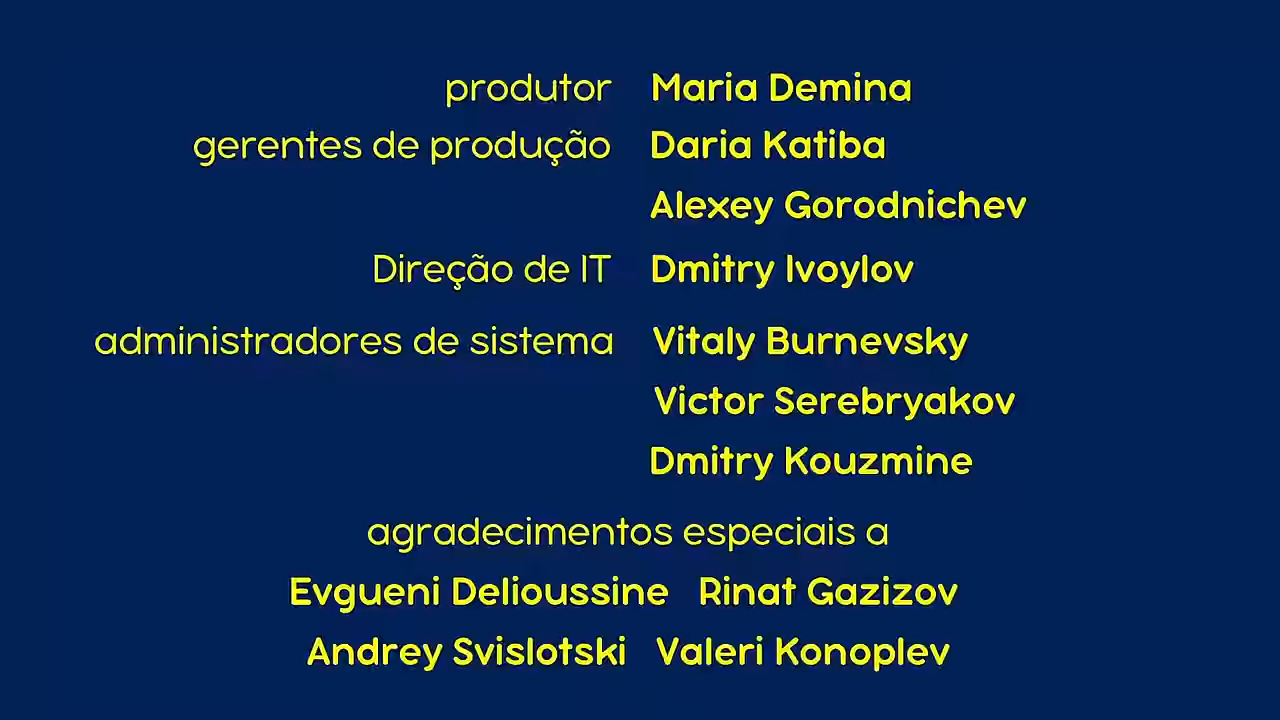 produtor Maria Demina
gerentes de produção Daria Katiba
Alexey Gorodnichev
Direção de IT Dmitry Ivoylov
administradores de sistema Vitaly Burnevsky
Victor Serebryakov
Dmitry Kouzmine
agradecimentos especiais a
Evgueni Delioussine Rinat Gazizov
Andrey Svislotski Valeri Konoplev